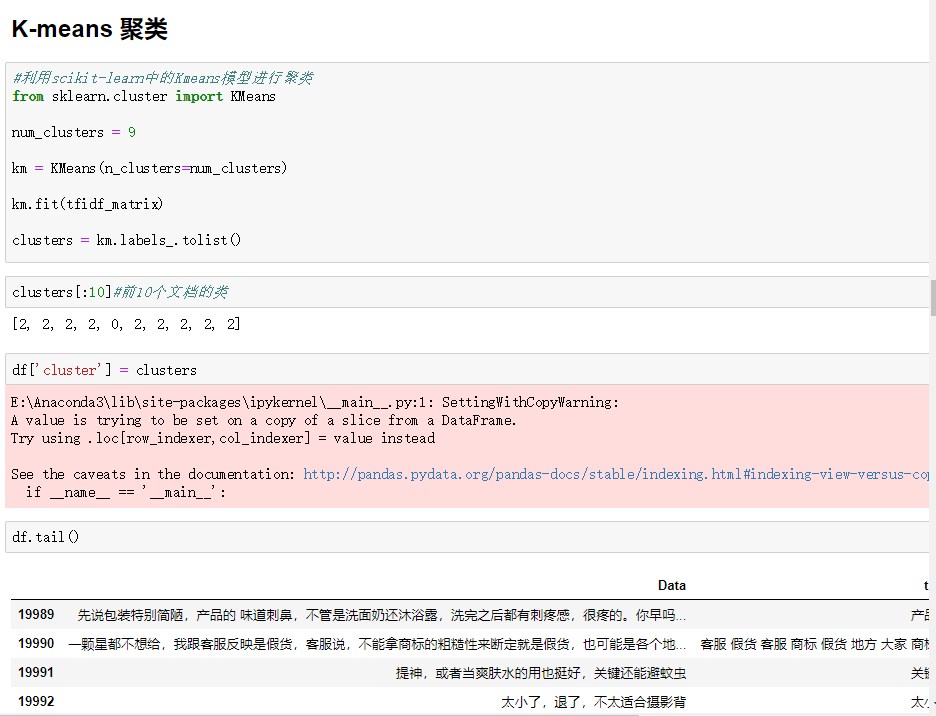 K-means 聚类
#利用scikit-learn中的Kmeans模型进行聚类
from sklearn.cluster import KMeans
num_clusters = 9
km = KMeans(n_clusters=num_clusters)
km.fit(tfidf_matrix)
clusters = km.labels_.tolist()
clusters[:10]#前10个文档的类
[2, 2, 2, 2, 0, 2, 2, 2, 2, 2]
df['cluster'] = clusters
E:\Anaconda3\lib\site-packages\ipykernel\__main__.py:1: SettingWithCopyWarning:
A value is trying to be set on a copy of a slice from a DataFrame.
Try using .loc[row_indexer,col_indexer] = value instead
See the caveats in the documentation: http://pandas.pydata.org/pandas-docs/stable/indexing.html#indexing-view-versus-cop
if __name__ == '__main__':
df.tail()
Data t
19989 先说包装特别简陋，产品的 味道刺鼻，不管是洗面奶还沐浴露，洗完之后都有刺疼感，很疼的。你早吗... 产品
19990 一颗星都不想给，我跟客服反映是假货，客服说，不能拿商标的粗糙性来断定就是假货，也可能是各个地... 客服 假货 客服 商标 假货 地方 大家 商标
19991 提神，或者当爽肤水的用也挺好，关键还能避蚊虫 关键
19992 太小了，退了，不太适合摄影背 太小